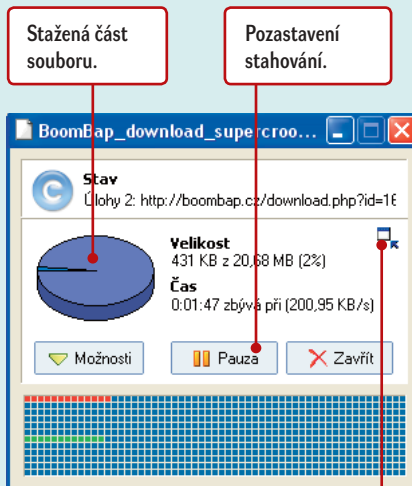 Stažená část
souboru.
Pozastavení
stahování.
BoomBap_download_supercroo...
Stav
Úlohy 2: http://boombap.cz/download.php?id=16
Velikost
431 KB z 20,68 MB (2%)
Čas
0:01:47 zbývá při (200,95 KB/s)
Možnosti
Pauza
Zavřít